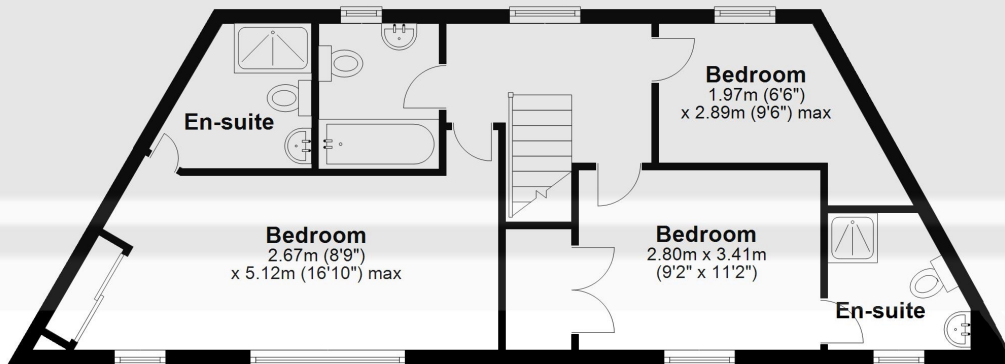 Bedroom
1.97m (6'6")
x 2.89m (9'6") max
En-suite
Bedroom
2.67m (8'9")
x 5.12m (16'10") max
Bedroom
2.80m x 3.41m
(9'2" x 11'2")
En-suite